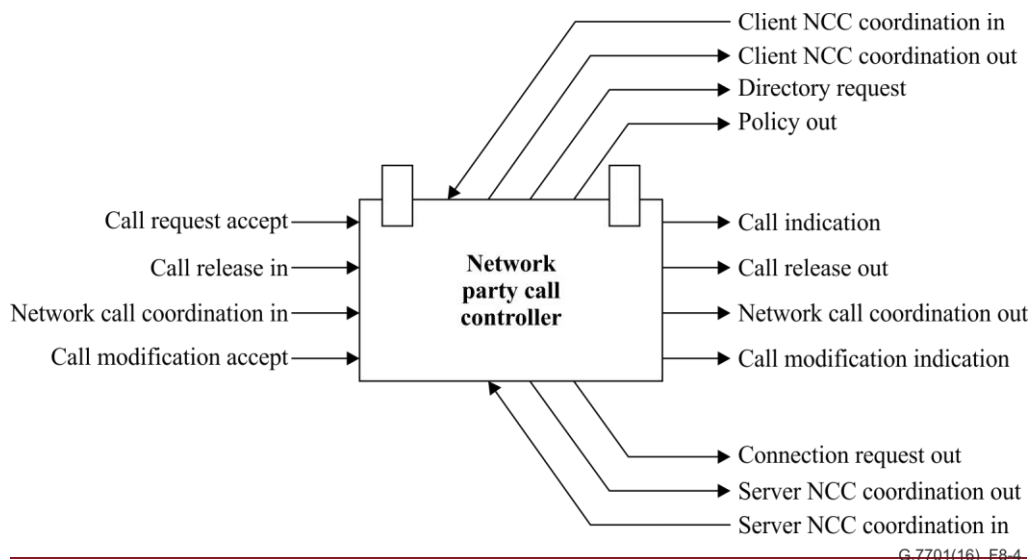 Client NCC coordination in
Client NCC coordination out
Directory request
Policy out
Call request accept
Call release in
Network call coordination in
Call modification accept
Network
party call
controller
Call indication
Call release out
Network call coordination out
Call modification indication
Connection request out
Server NCC coordination out
Server NCC coordination in
G.7701(16)_F8-4